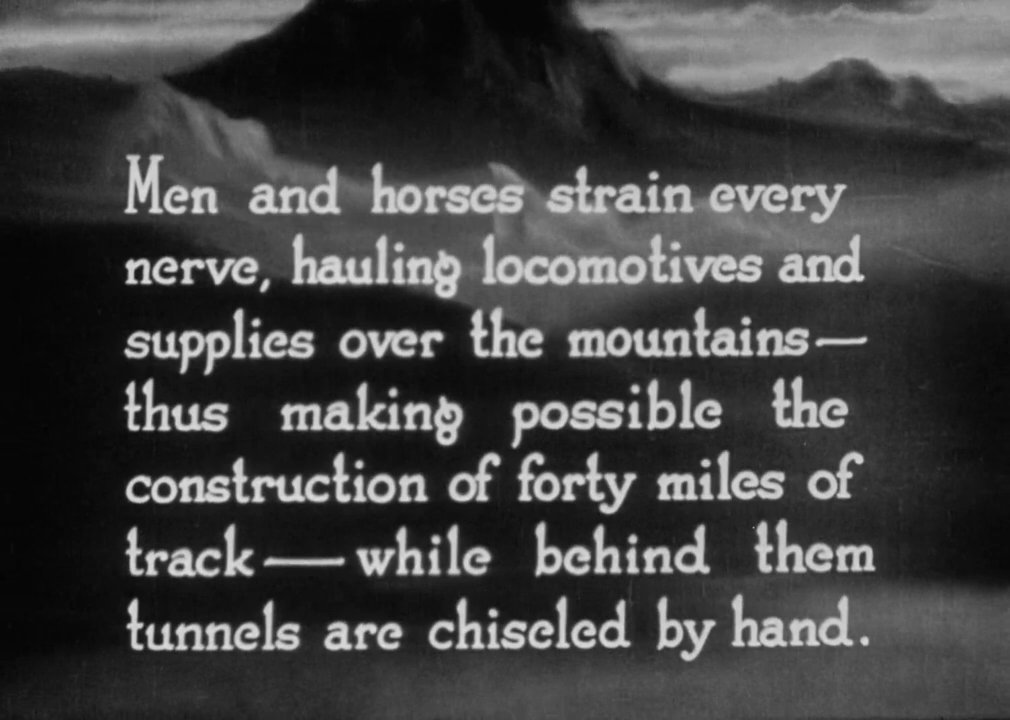 Men and horses strain every
nerve, hauling locomotives and
supplies over the mountains—
thus making possible the
construction of forty miles of
track—while behind them
tunnels are chiseled by hand.